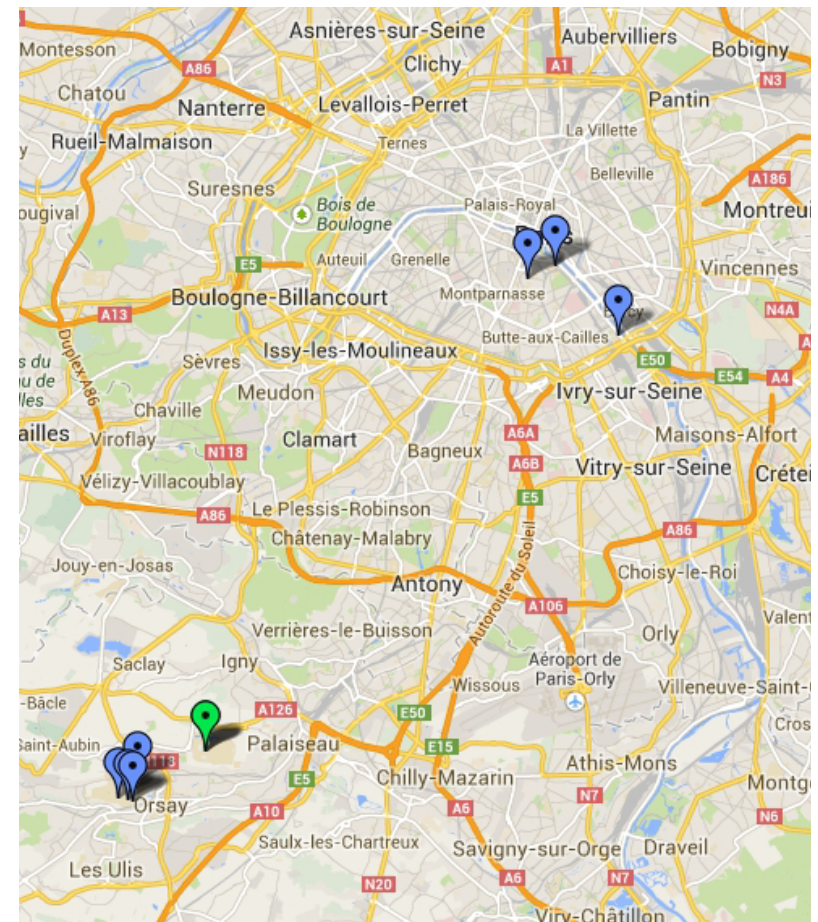 Asnières-sur-Seine
Aubervilliers
Montesson
Bobigny
Clichy
A86
A1
N3
Chatou
Nanterre
Levallois-Perret
Pantin
La Villette
Rueil-Malmaison
Ternes
Belleville
A186
Suresnes
Bois de
Boulogne
Palais-Royal
ougival
Montreui
E5
Auteuil
Grenelle
Vincennes
Montparnasse
Boulogne-Billancourt
A13
N4A
Butte-aux-Cailles
Duplex A86
Issy-les-Moulineaux
E50
s du
Sèvres
E54
A4
lles
Meudon
Ivry-sur-Seine
Chaville
ailles
Viroflay
Clamart
A6A
Maisons-Alfort
N118
Bagneux
A6B
Vitry-sur-Seine
Créteil
Vélizy-Villacoublay
E5
A86
Le Plessis-Robinson
Châtenay-Malabry
Autoroute du Soleil
A86
Jouy-en-Josas
Antony
Choisy-le-Roi
A106
Verrières-le-Buisson
Orly
Valent
Saclay
Igny
Aéroport de
Paris-Orly
Wissous
Villeneuve-Saint-
-Bâcle
A126
E50
Cros
Saint-Aubin
Palaiseau
E15
Athis-Mons
E5
Chilly-Mazarin
Montg
Orsay
A10
A6
N7
N6
Saulx-les-Chartreux
Savigny-sur-Orge
Draveil
Les Ulis
N20
A6
N7
Viry-Châtillon